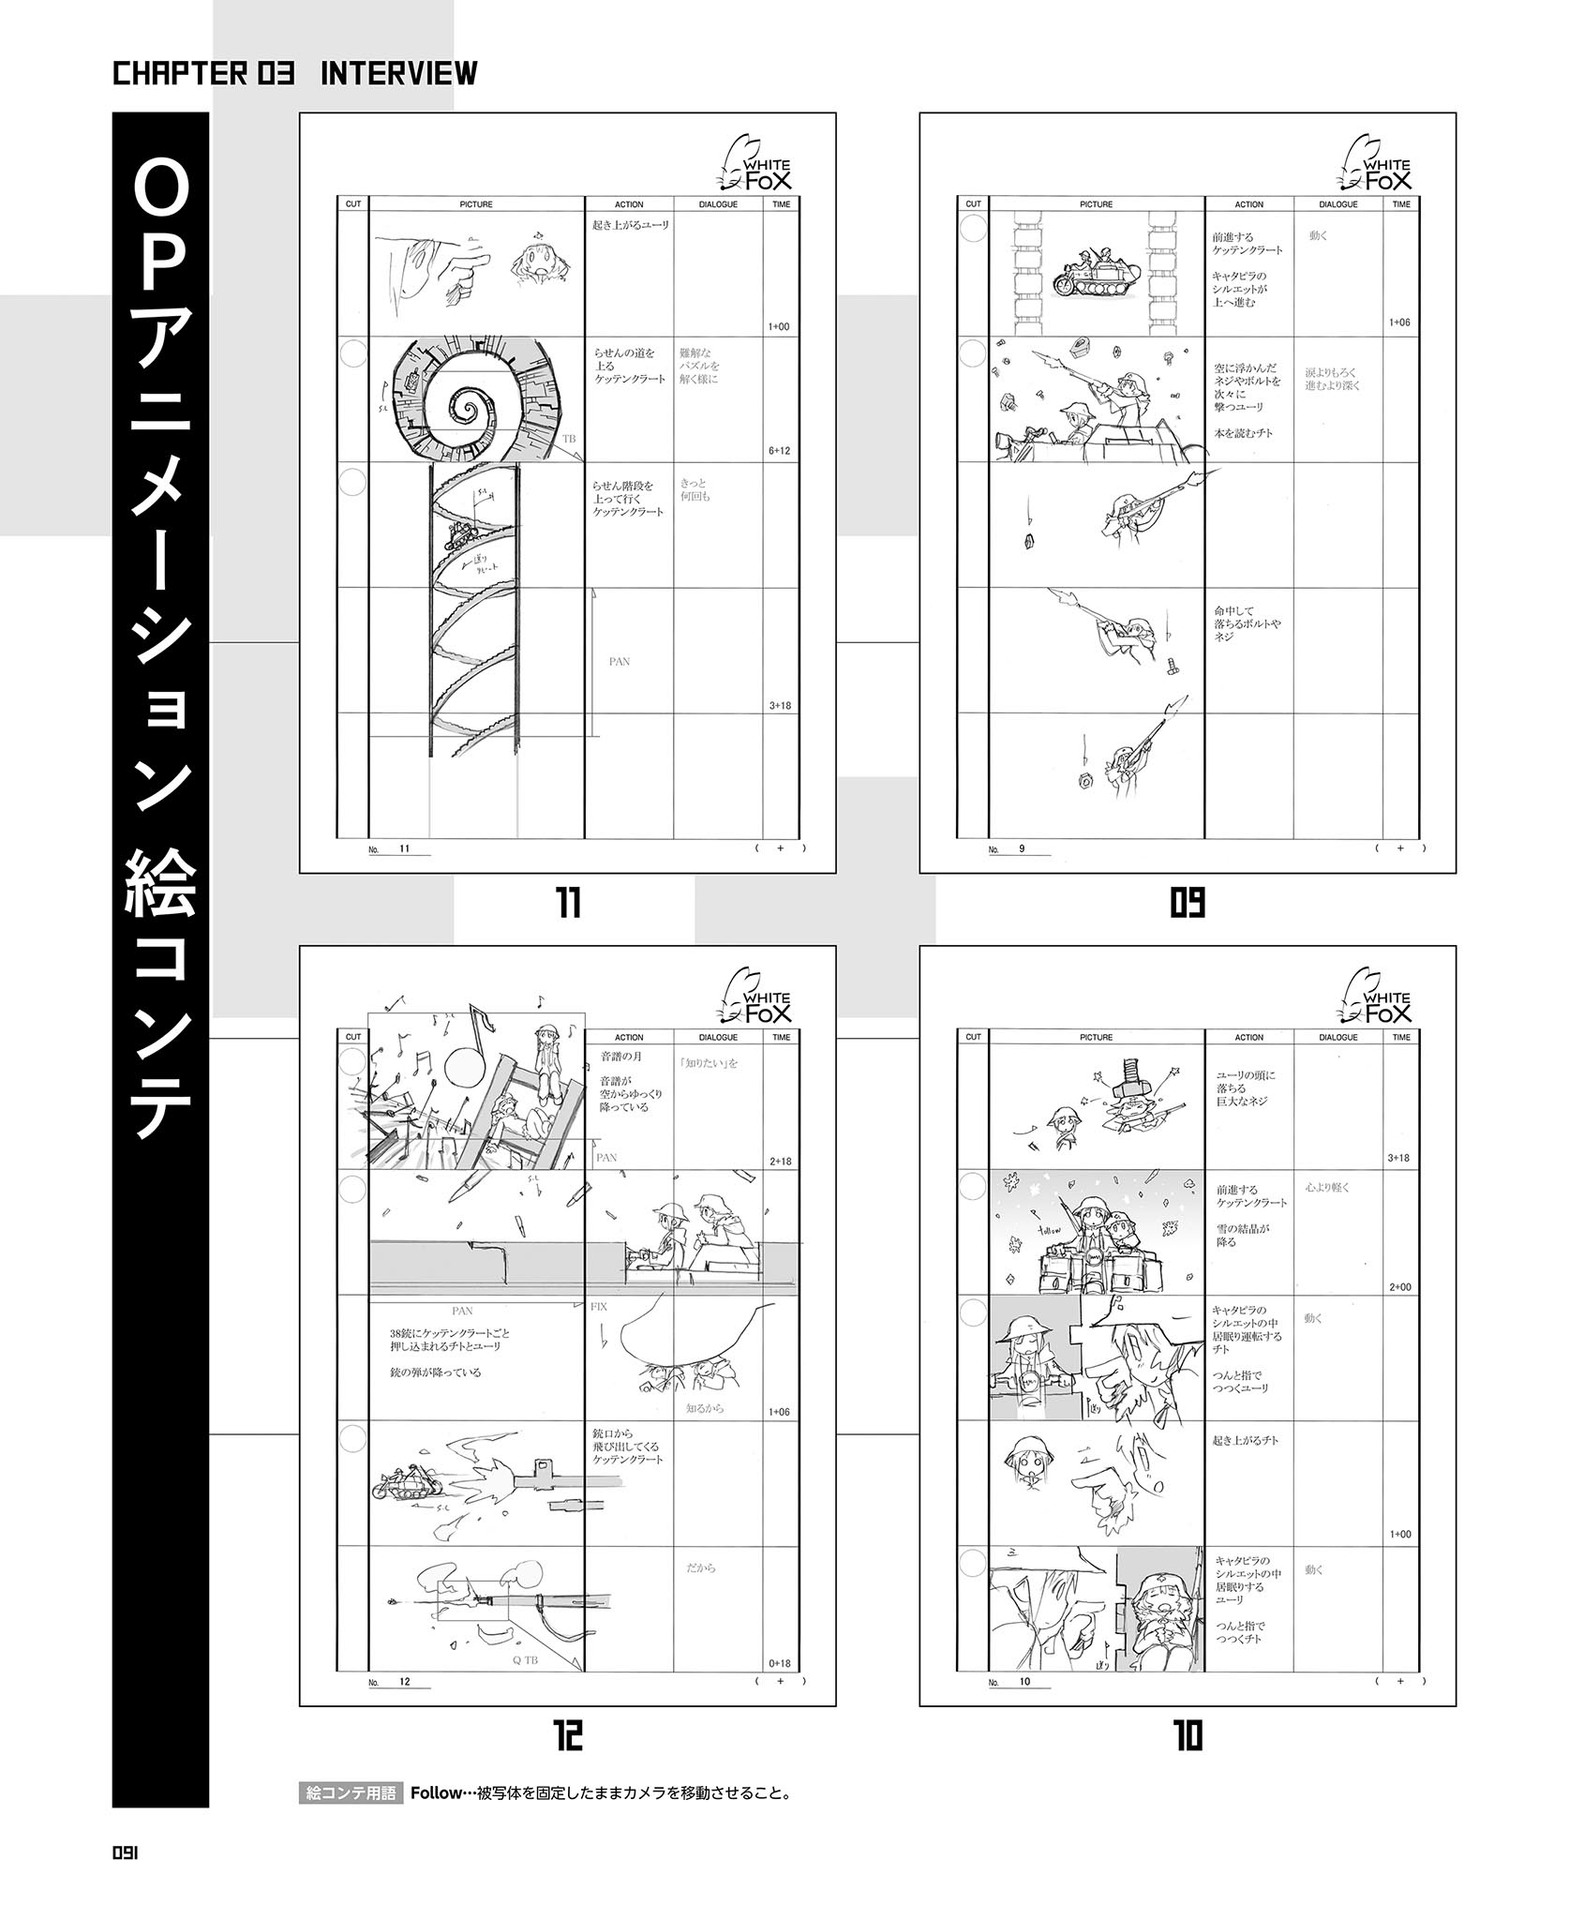 CHAPTER 03 INTERVIEW
OPアニメーション 絵コンテ
WHITE
FOX
CUT PICTURE ACTION DIALOGUE TIME
前進する
ケッテンクラート
キャタピラの
シルエットが
上へ進む
動く
1+06
空に浮かんだ
ネジやボルトを
次々に
撃つユーリ
本を読むチト
涙よりもろく
進むより深く
命中して
落ちるボルトや
ネジ
No. 9
( + )
09
WHITE
FOX
CUT PICTURE ACTION DIALOGUE TIME
ユーリの頭に
落ちる
巨大なネジ
3+18
follow
前進する
ケッテンクラート
雪の結晶が
降る
心より軽く
2+00
キャタピラの
シルエットの中
居眠り運転する
チト
つんと指で
つつくユーリ
動く
送り
起き上がるチト
1+00
キャタピラの
シルエットの中
居眠りする
ユーリ
つんと指で
つつくチト
動く
送り
No. 10
( + )
10
WHITE
FOX
CUT PICTURE ACTION DIALOGUE TIME
起き上がるユーリ
1+00
S.L
TB
らせんの道を
上る
ケッテンクラート
難解な
パズルを
解く様に
6+12
S.L
らせん階段を
上って行く
ケッテンクラート
きっと
何回も
PAN
3+18
No. 11
( + )
11
WHITE
FOX
CUT PICTURE ACTION DIALOGUE TIME
音譜の月
音譜が
空からゆっくり
降っている
「知りたい」を
PAN
2+18
S.L
PAN
FIX
38銃にケッテンクラートごと
押し込まれるチトとユーリ
銃の弾が降っている
知るから
1+06
銃口から
飛び出してくる
ケッテンクラート
S.L
だから
Q TB
0+18
No. 12
( + )
12
絵コンテ用語 Follow…被写体を固定したままカメラを移動させること。
091